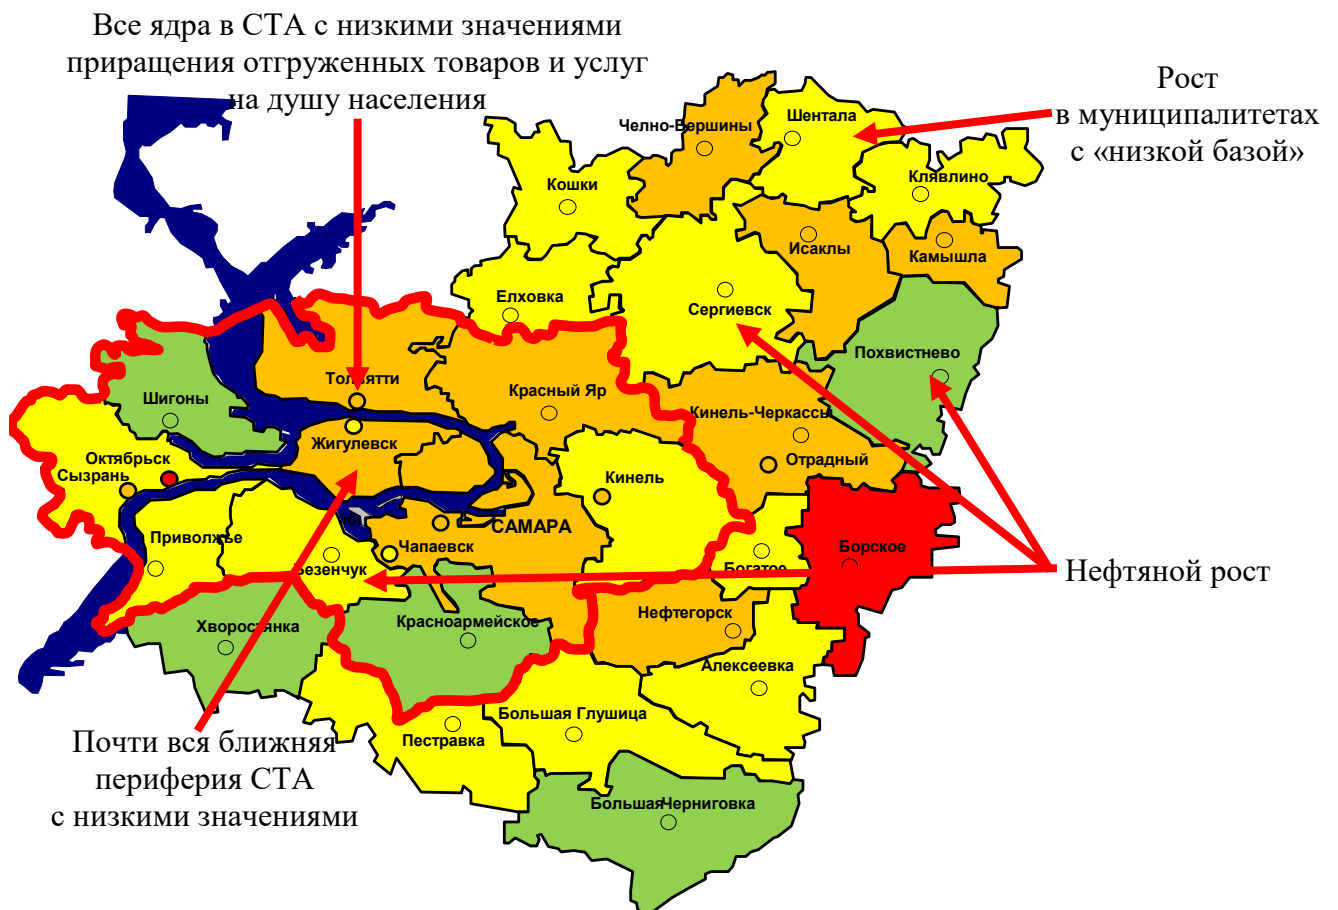 Все ядра в СТА с низкими значениями
приращения отгруженных товаров и услуг
на душу населения
Рост
в муниципалитетах
с «низкой базой»
Челно-Вершины
Шентала
Клявлино
Кошки
Исаклы
Камышла
Елховка
Сергиевск
Похвистнево
Тольятти
Красный Яр
Шигоны
Кинель-Черкассы
Жигулевск
Октябрьск
Отрадный
Сызрань
Кинель
САМАРА
Приволжье
Чапаевск
Борское
Безенчук
Богатое
Нефтяной рост
Хворостянка
Красноармейское
Нефтегорск
Алексеевка
Большая Глушица
Пестравка
Почти вся ближняя
периферия СТА
с низкими значениями
Большая Черниговка